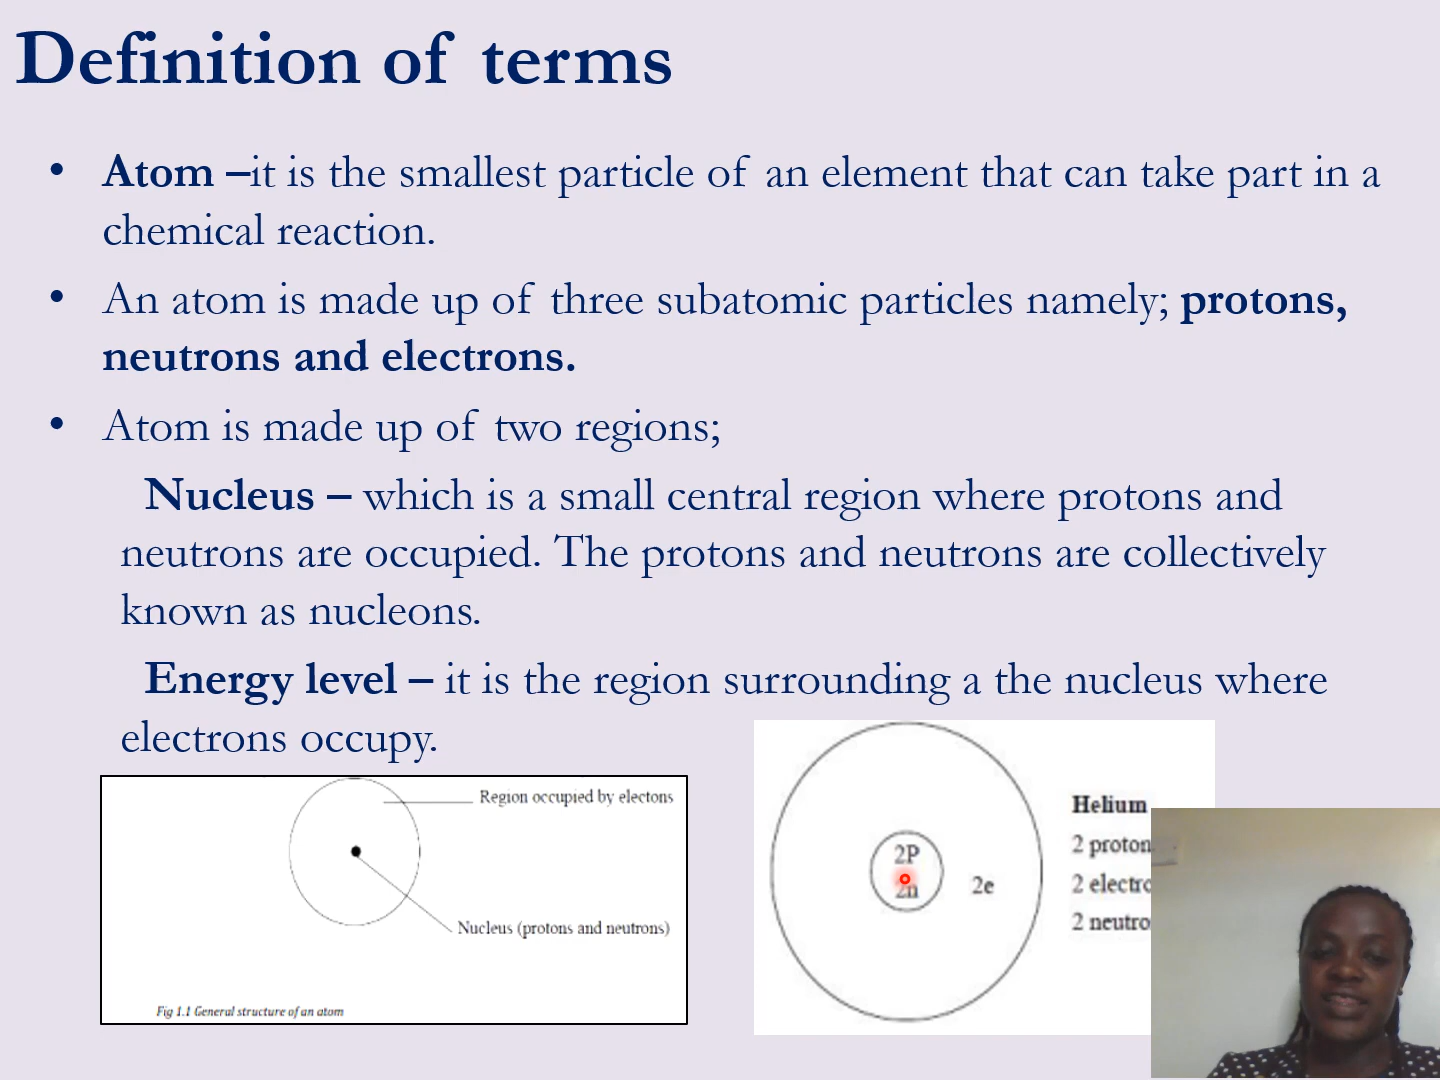 Definition of terms
• Atom –it is the smallest particle of an element that can take part in a
chemical reaction.
• An atom is made up of three subatomic particles namely; protons,
neutrons and electrons.
• Atom is made up of two regions;
Nucleus – which is a small central region where protons and
neutrons are occupied. The protons and neutrons are collectively
known as nucleons.
Energy level – it is the region surrounding a the nucleus where
electrons occupy.
Region occupied by electons
Nucleus (protons and neutrons)
Fig 1.1 General structure of an atom
2P
2n
2e
Helium
2 proton
2 electro
2 neutro